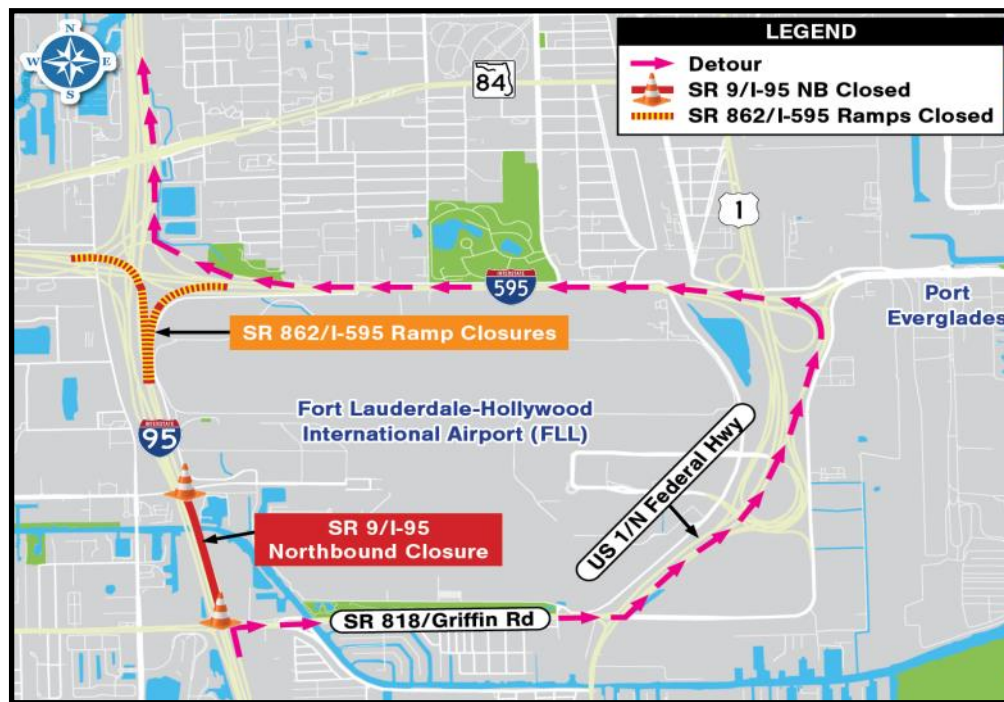 N
W E
S
LEGEND
Detour
SR 9/I-95 NB Closed
SR 862/I-595 Ramps Closed
84
1
INTERSTATE
595
Port
Everglades
SR 862/I-595 Ramp Closures
Fort Lauderdale-Hollywood
International Airport (FLL)
INTERSTATE
95
US 1/N Federal Hwy
SR 9/I-95
Northbound Closure
SR 818/Griffin Rd